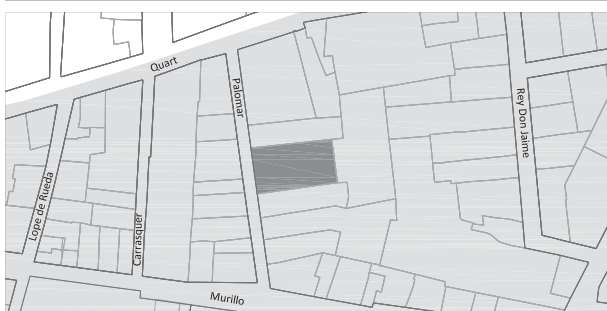 Quart
Palomar
Rey Don Jaime
Lope de Rueda
Carrasquer
Murillo